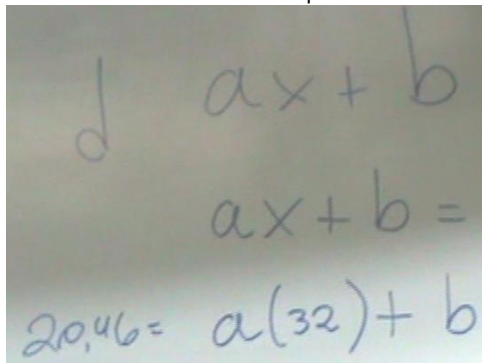 d ax + b
ax + b =
20,46 = a(32) + b